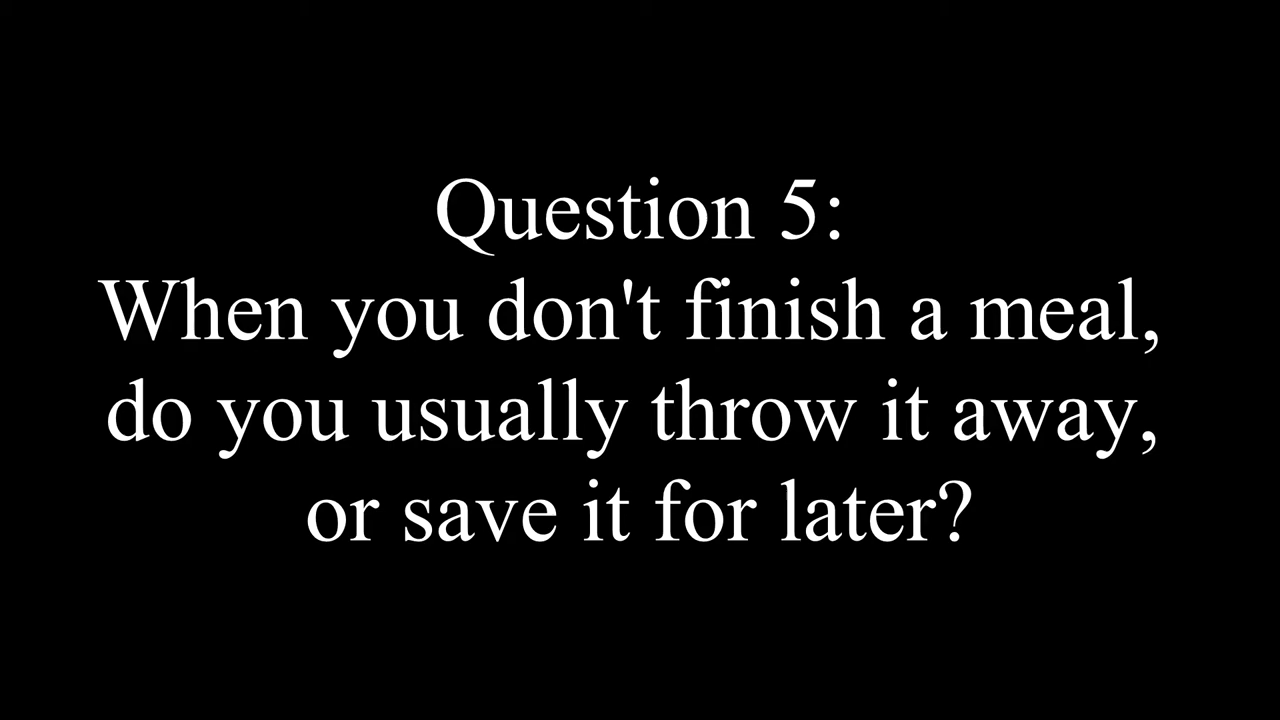 Question 5:
When you don't finish a meal,
do you usually throw it away,
or save it for later?